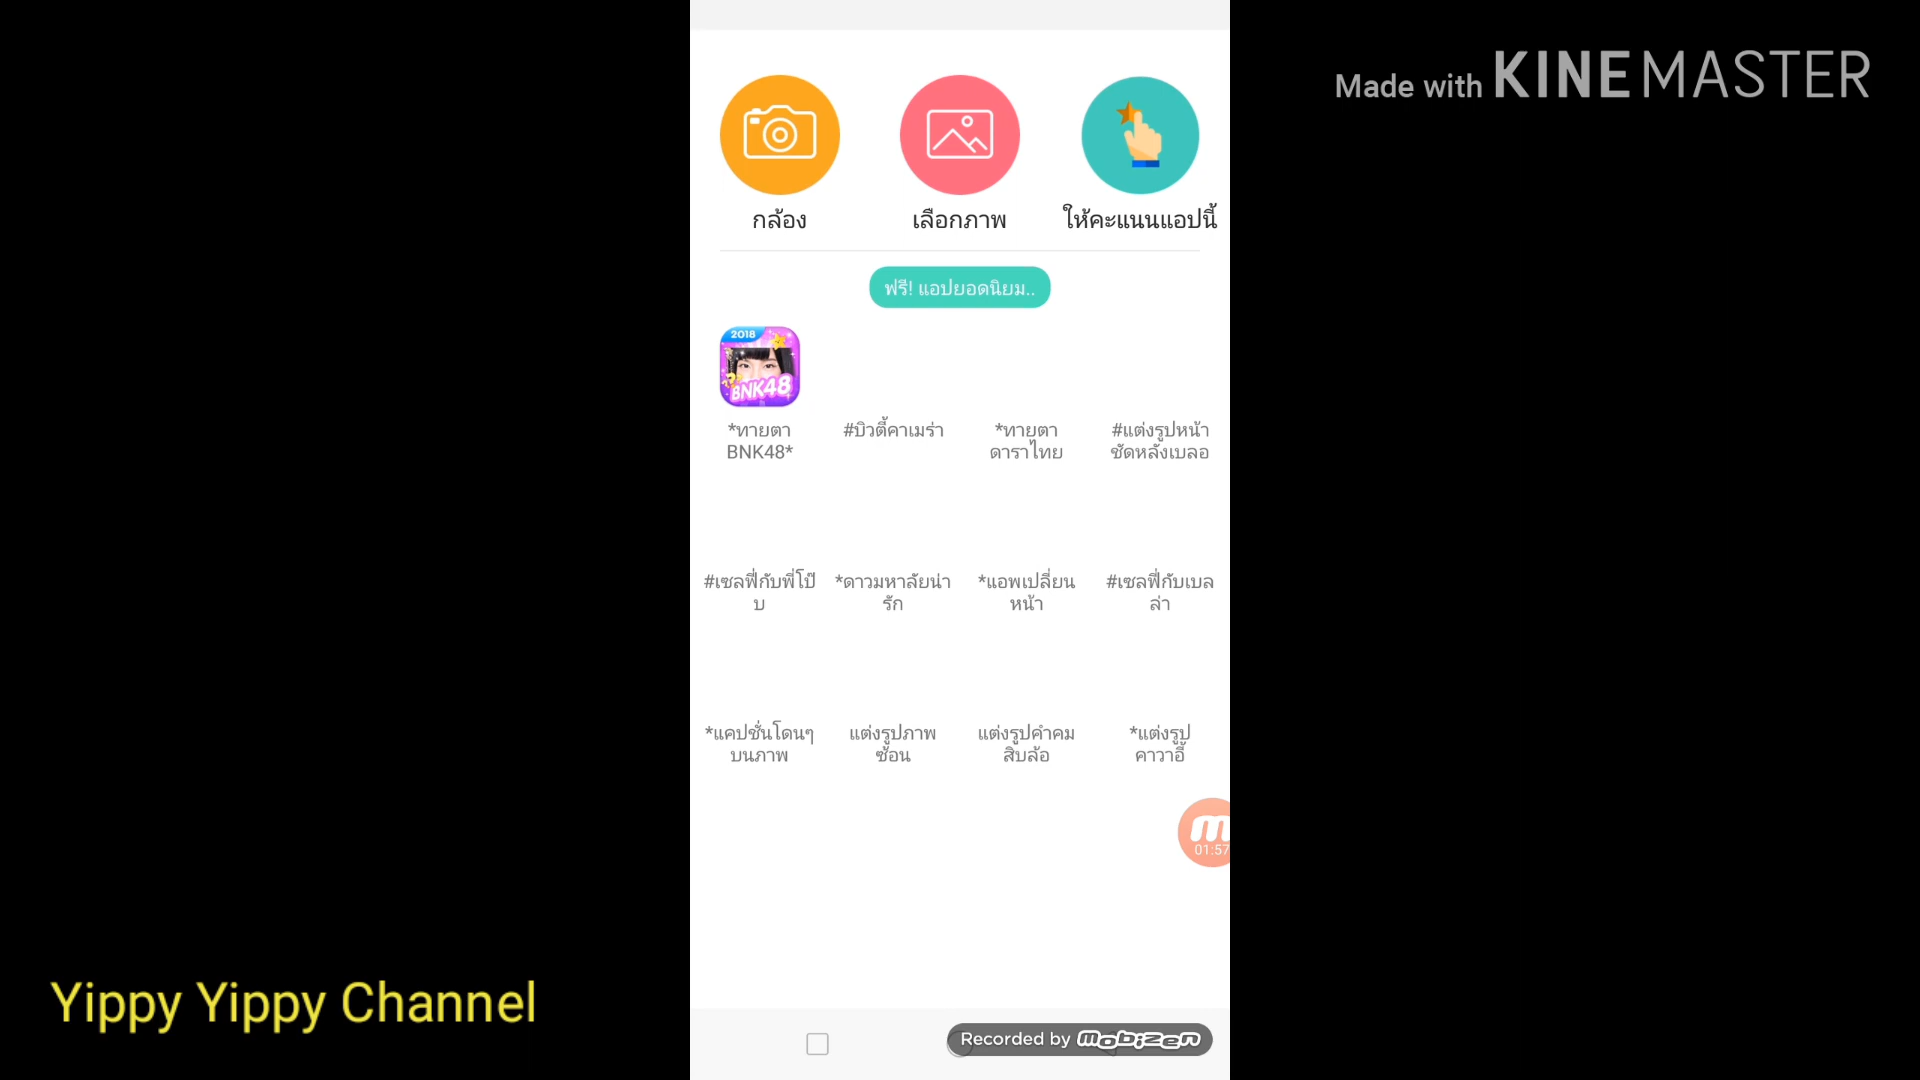 Made with KINEMASTER
กล้อง
เลือกภาพ
ให้คะแนนแอปนี้
ฟรี! แอปยอดนิยม..
2018
BNK48
*ทายตา
BNK48*
#บิวตี้คาเมร่า
*ทายตา
ดาราไทย
#แต่งรูปหน้า
ชัดหลังเบลอ
#เซลฟี่กับพี่โป๊
บ
*ดาวมหาลัยน่า
รัก
*แอพเปลี่ยน
หน้า
#เซลฟี่กับเบล
ล่า
*แคปชั่นโดนๆ
บนภาพ
แต่งรูปภาพ
ซ้อน
แต่งรูปคำคม
สิบล้อ
*แต่งรูป
คาวาอี้
01:57
Yippy Yippy Channel
Recorded by mobizen